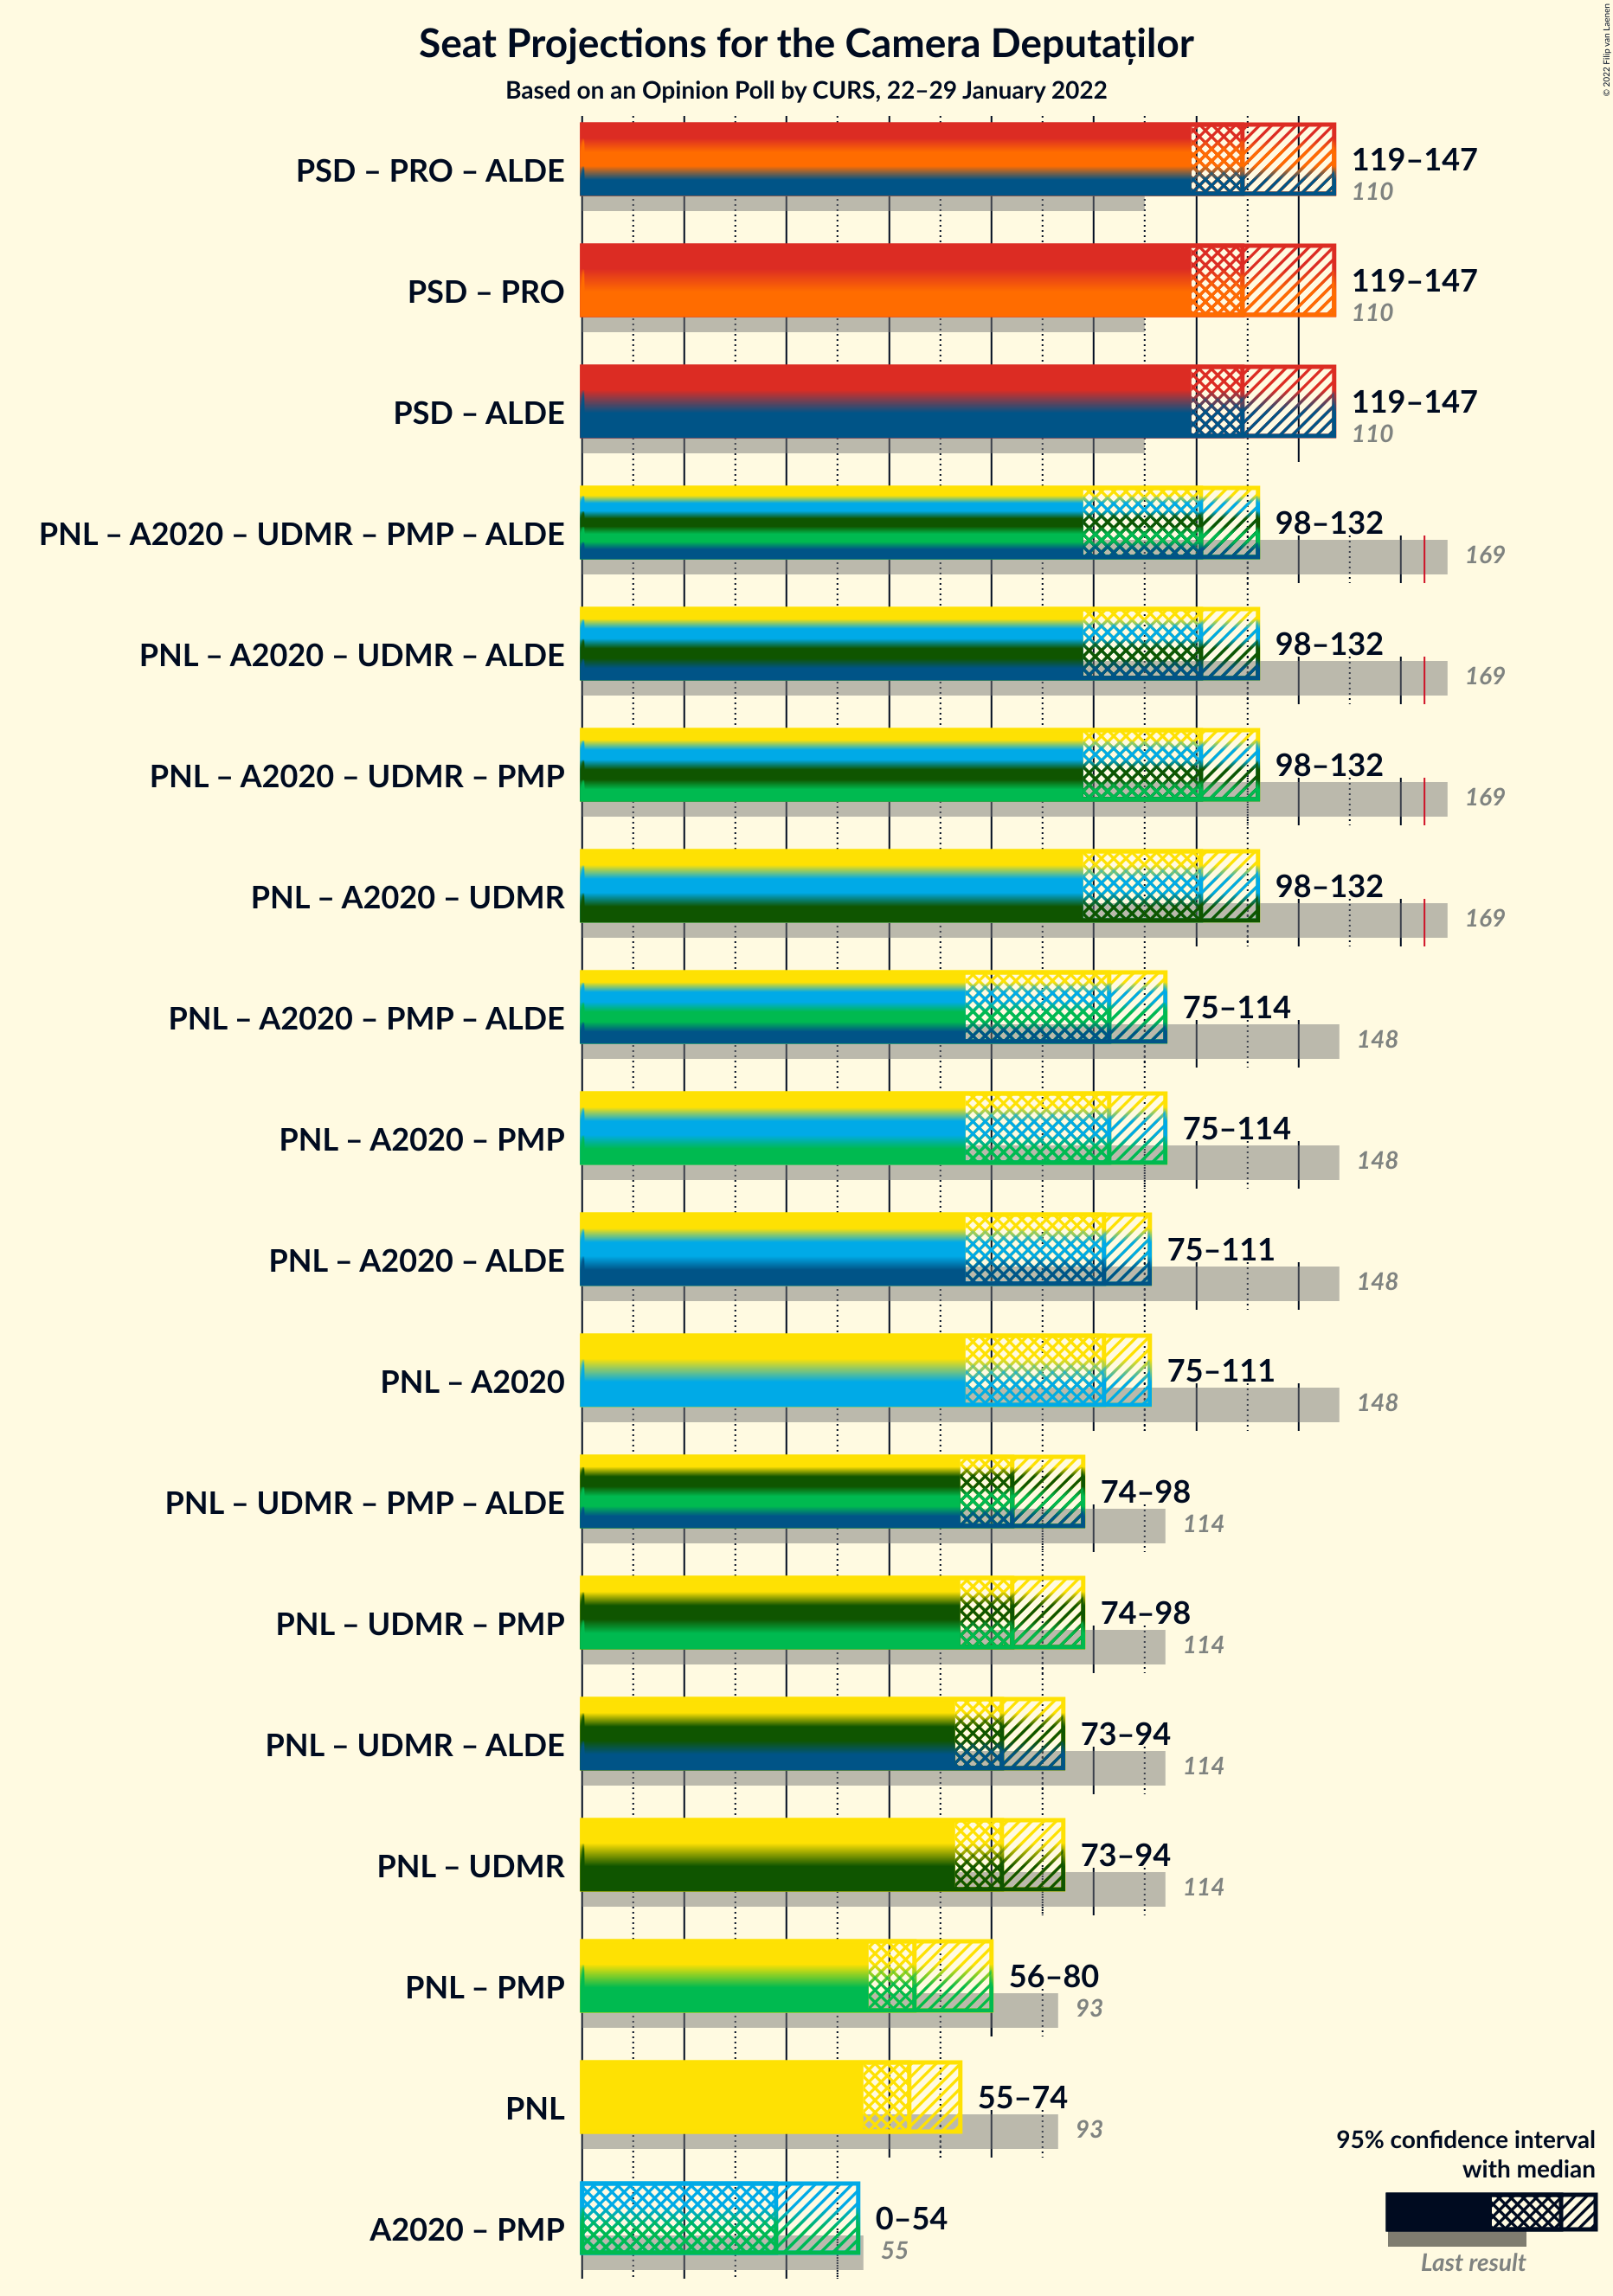 Seat Projections for the Camera Deputaților
Based on an Opinion Poll by CURS, 22–29 January 2022
© 2022 Filip van Laenen
PSD – PRO – ALDE
119–147
110
PSD – PRO
119–147
110
PSD – ALDE
119–147
110
PNL – A2020 – UDMR – PMP – ALDE
98–132
169
PNL – A2020 – UDMR – ALDE
98–132
169
PNL – A2020 – UDMR – PMP
98–132
169
PNL – A2020 – UDMR
98–132
169
PNL – A2020 – PMP – ALDE
75–114
148
PNL – A2020 – PMP
75–114
148
PNL – A2020 – ALDE
75–111
148
PNL – A2020
75–111
148
PNL – UDMR – PMP – ALDE
74–98
114
PNL – UDMR – PMP
74–98
114
PNL – UDMR – ALDE
73–94
114
PNL – UDMR
73–94
114
PNL – PMP
56–80
93
PNL
55–74
93
A2020 – PMP
0–54
55
95% confidence interval
with median
Last result